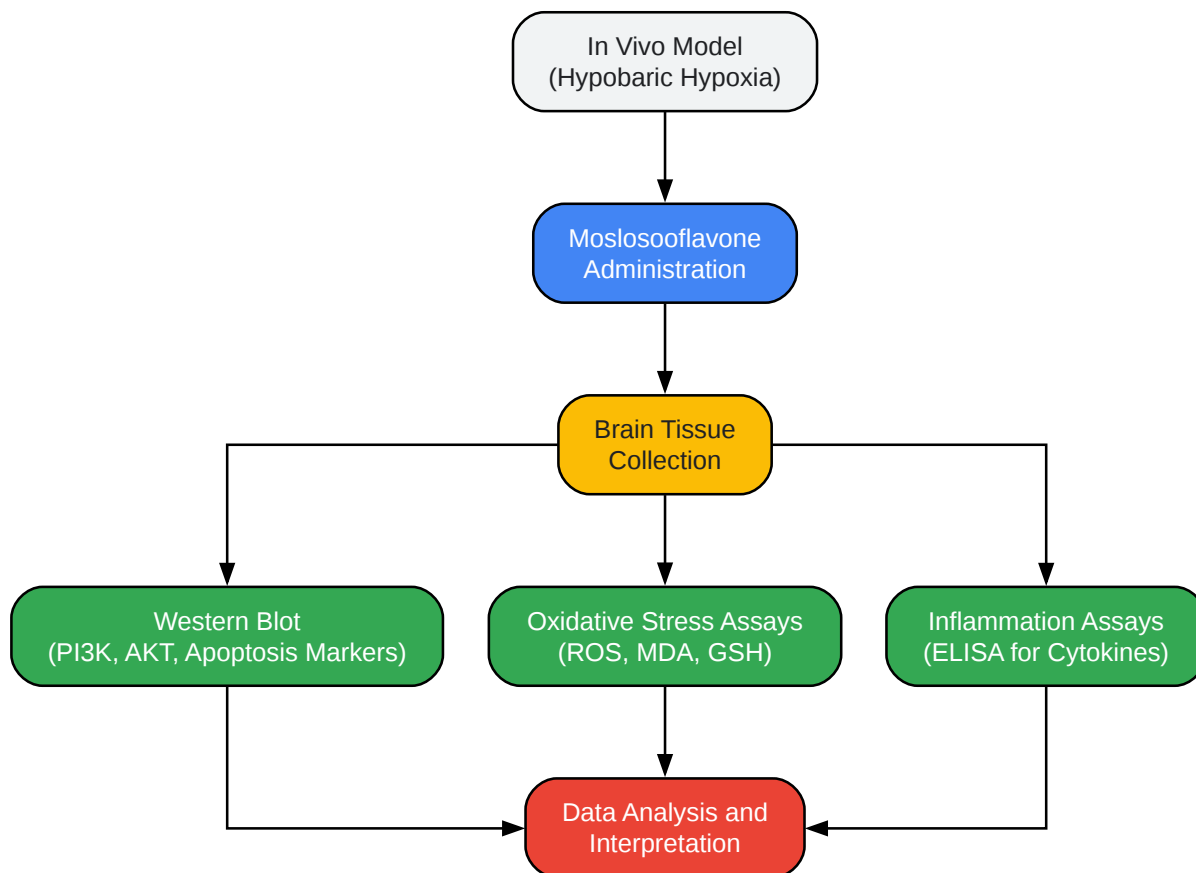 In Vivo Model
(Hypobaric Hypoxia)
Moslosooflavone
Administration
Brain Tissue
Collection
Western Blot
(PI3K, AKT, Apoptosis Markers)
Oxidative Stress Assays
(ROS, MDA, GSH)
Inflammation Assays
(ELISA for Cytokines)
Data Analysis and
Interpretation